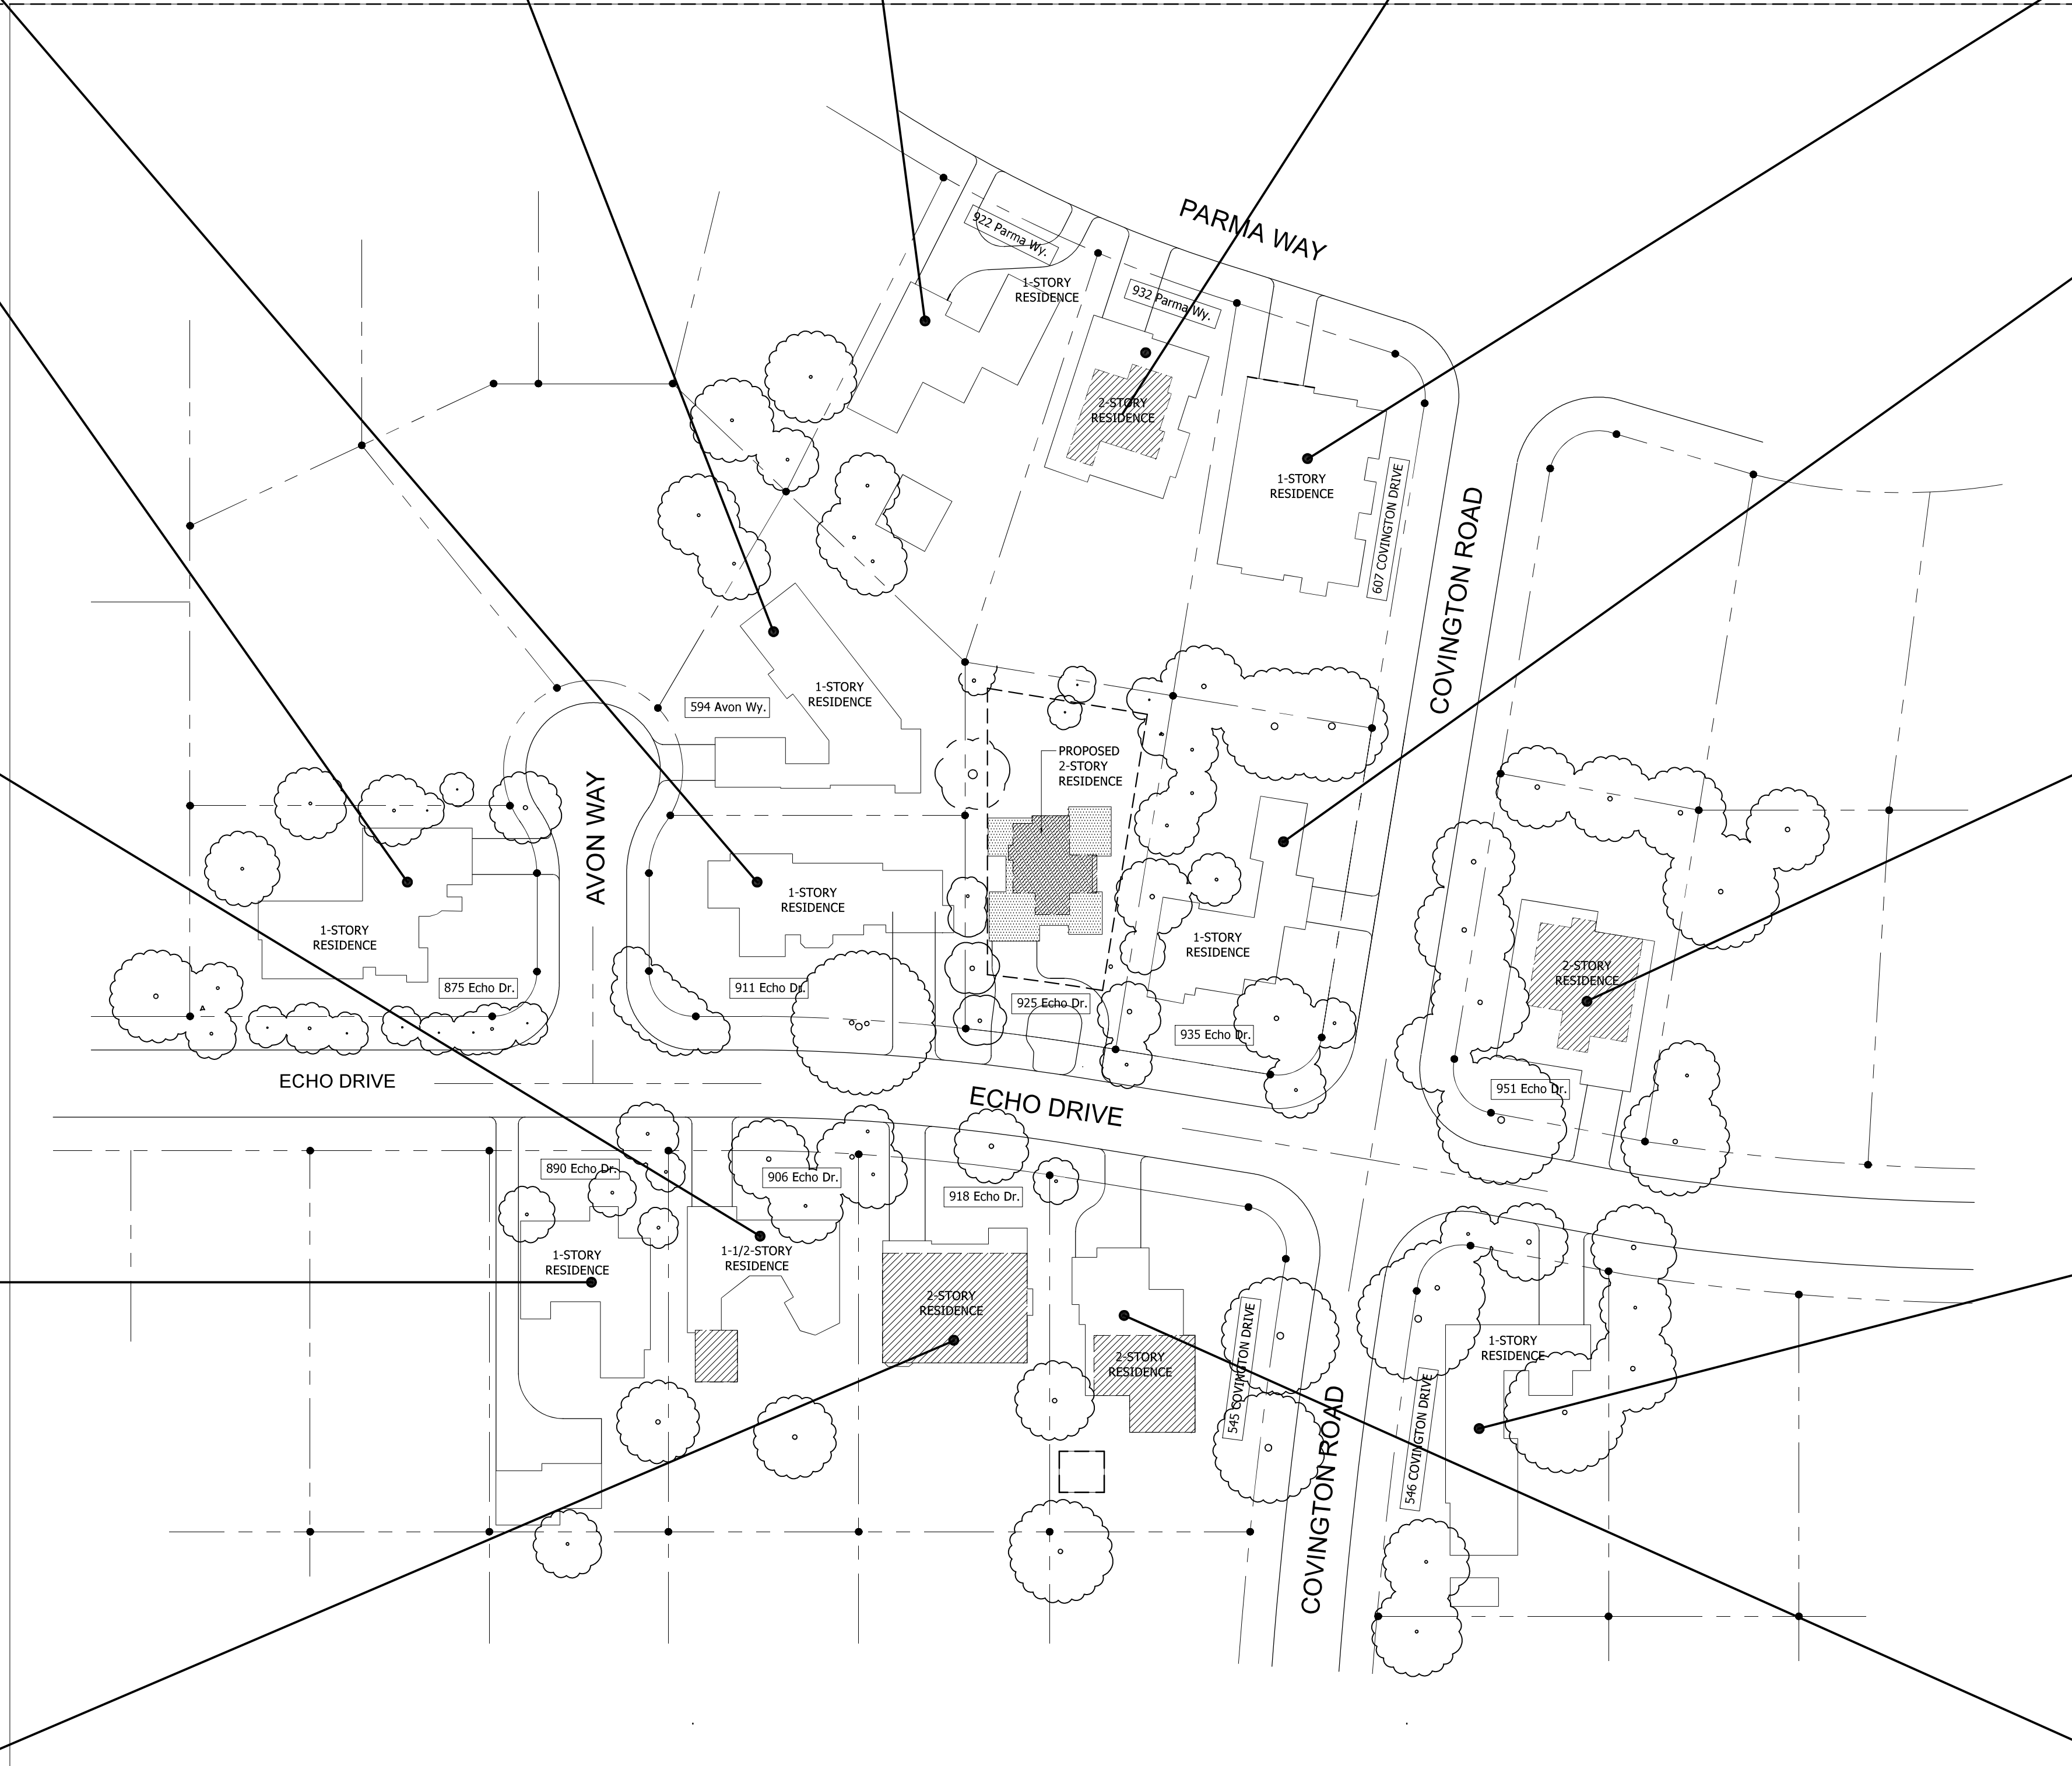 PARMA WAY
922 Parma Wy.
1-STORY
RESIDENCE
932 Parma Wy.
2-STORY
RESIDENCE
1-STORY
RESIDENCE
607 COVINGTON DRIVE
COVINGTON ROAD
594 Avon Wy.
1-STORY
RESIDENCE
PROPOSED
2-STORY
RESIDENCE
AVON WAY
1-STORY
RESIDENCE
875 Echo Dr.
1-STORY
RESIDENCE
911 Echo Dr.
925 Echo Dr.
1-STORY
RESIDENCE
935 Echo Dr.
2-STORY
RESIDENCE
951 Echo Dr.
ECHO DRIVE
ECHO DRIVE
890 Echo Dr.
1-STORY
RESIDENCE
906 Echo Dr.
1-1/2-STORY
RESIDENCE
918 Echo Dr.
2-STORY
RESIDENCE
2-STORY
RESIDENCE
545 COVINGTON DRIVE
COVINGTON ROAD
546 COVINGTON DRIVE
1-STORY
RESIDENCE